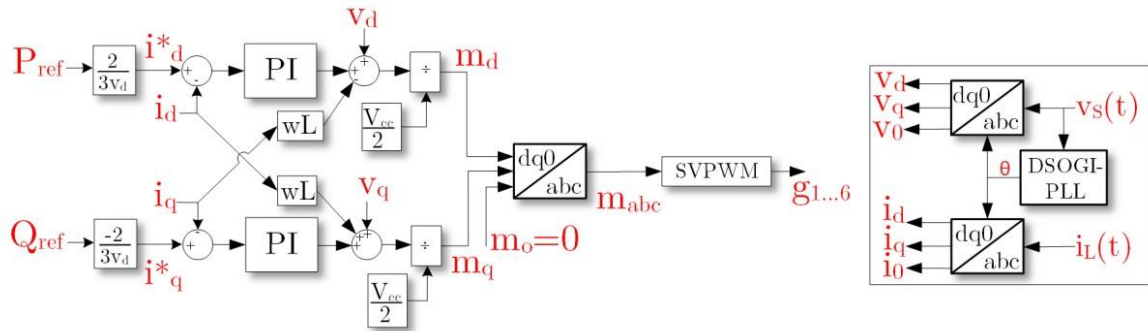 P_ref
2
3v_d
i*_d
-
i_d
PI
v_d
+
+
-
wL
÷
V_cc
2
m_d
i_q
wL
v_q
Q_ref
-2
3v_d
i*_q
-
PI
+
+
+
÷
V_cc
2
m_q
m_o=0
dq0
abc
m_abc
SVPWM
g_1...6
v_d
v_q
v_0
dq0
abc
v_S(t)
θ
DSOGI-
PLL
i_d
i_q
i_0
dq0
abc
i_L(t)